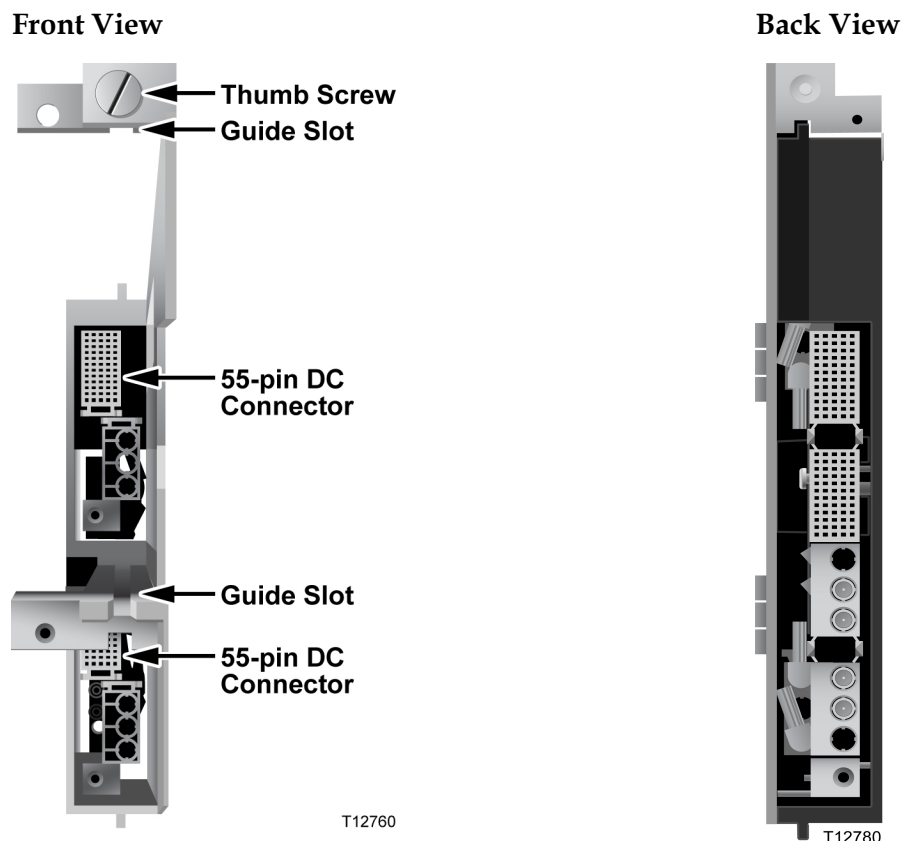 Front View
Back View
Thumb Screw
Guide Slot
55-pin DC
Connector
Guide Slot
55-pin DC
Connector
T12760
T12780